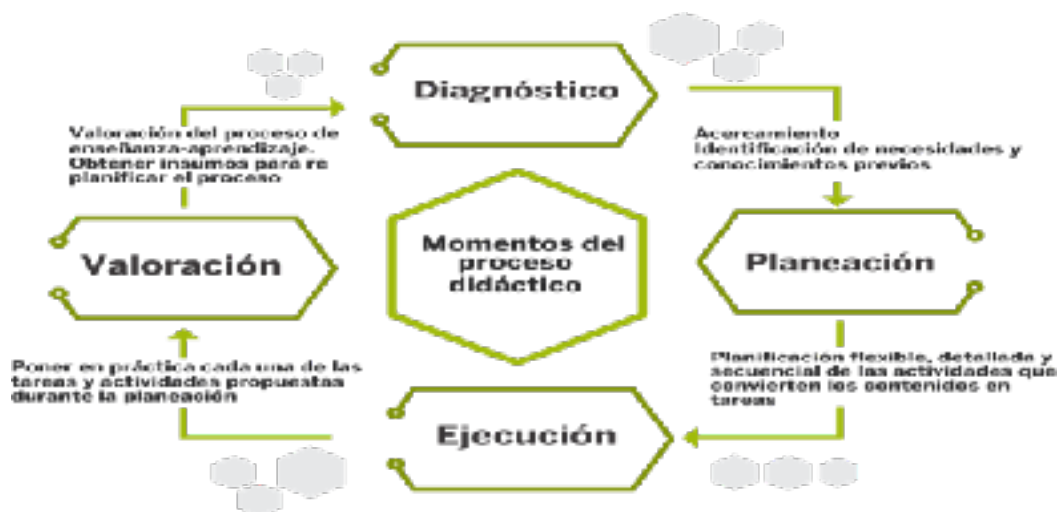 Diagnóstico
Valoración del proceso de
enseñanza-aprendizaje.
Obtener insumos para re
planificar el proceso
Acercamiento
Identificación de necesidades y
conocimientos previos
Momentos del
proceso
didáctico
Valoración
Planeación
Poner en práctica cada una de las
tareas y actividades propuestas
durante la planeación
Planificación flexible, detallada y
secuencial de las actividades que
convierten los contenidos en
tareas
Ejecución